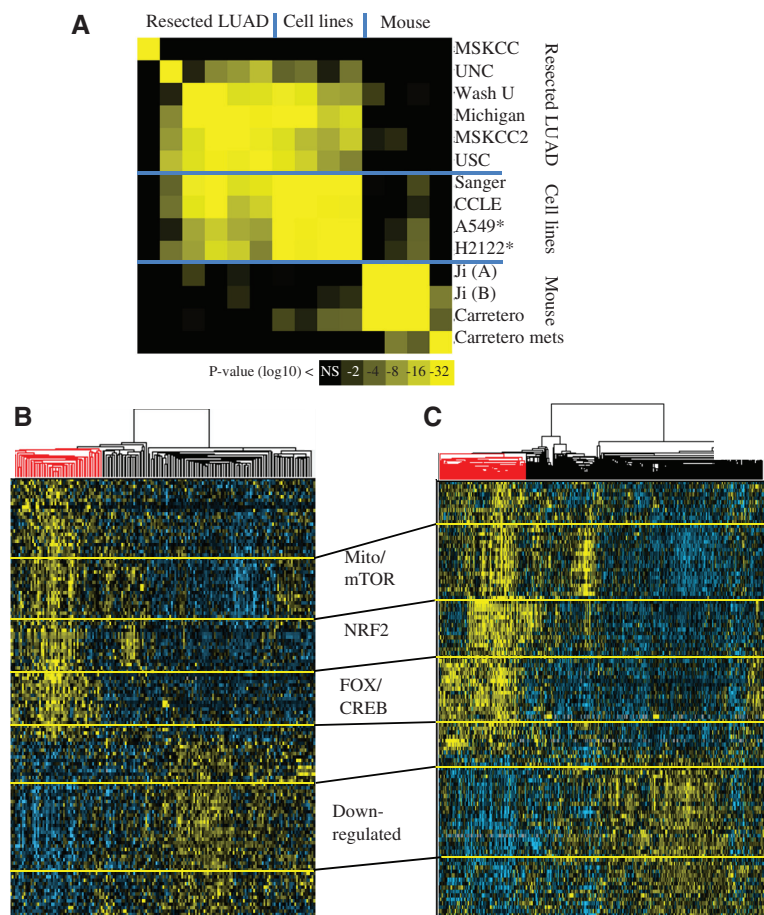 A
Resected LUAD
Cell lines
Mouse
MSKCC
UNC
Wash U
Michigan
MSKCC2
USC
Sanger
CCLE
A549*
H2122*
Ji (A)
Ji (B)
Carretero
Carretero mets
Resected LUAD
Cell lines
Mouse
P-value (log10) < NS -2 -4 -8 -16 -32
B
C
Mito/
mTOR
NRF2
FOX/
CREB
Down-
regulated